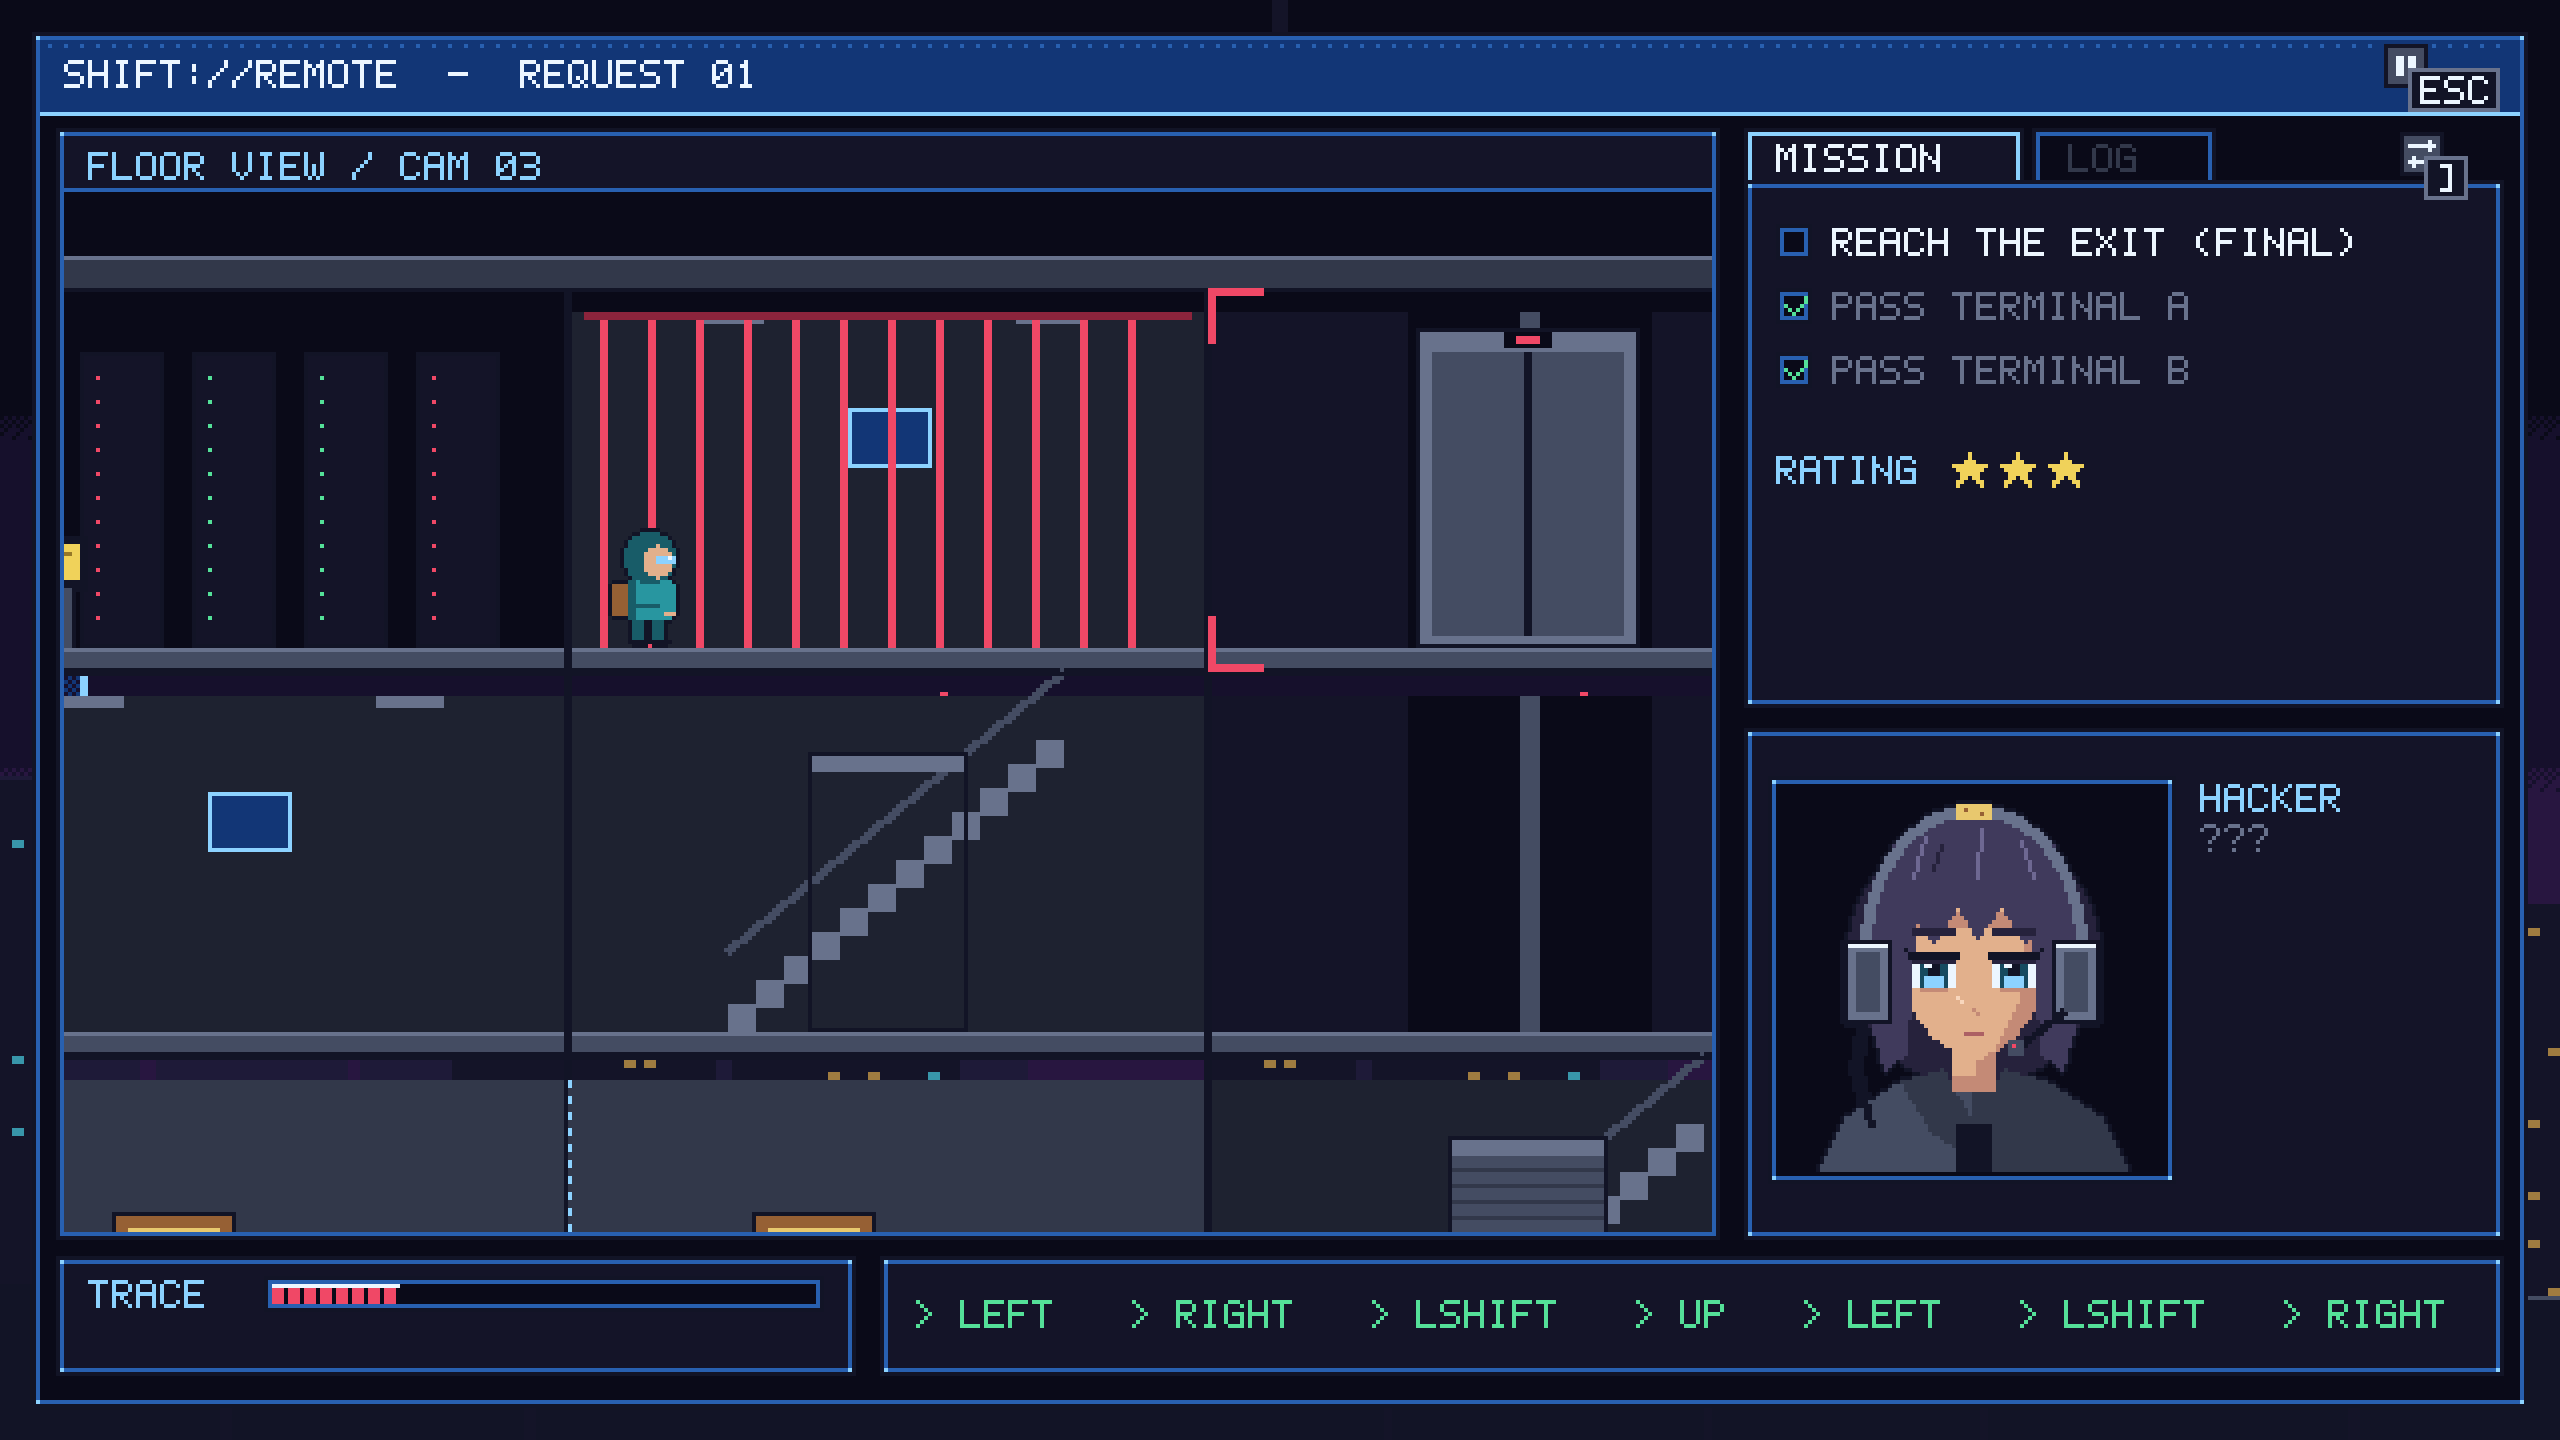 SHIFT://REMOTE - REQUEST 01
ESC
FLOOR VIEW / CAM 03
MISSION
LOG
]
REACH THE EXIT (FINAL)
PASS TERMINAL A
PASS TERMINAL B
RATING
HACKER
???
TRACE
> LEFT > RIGHT > LSHIFT > UP > LEFT > LSHIFT > RIGHT